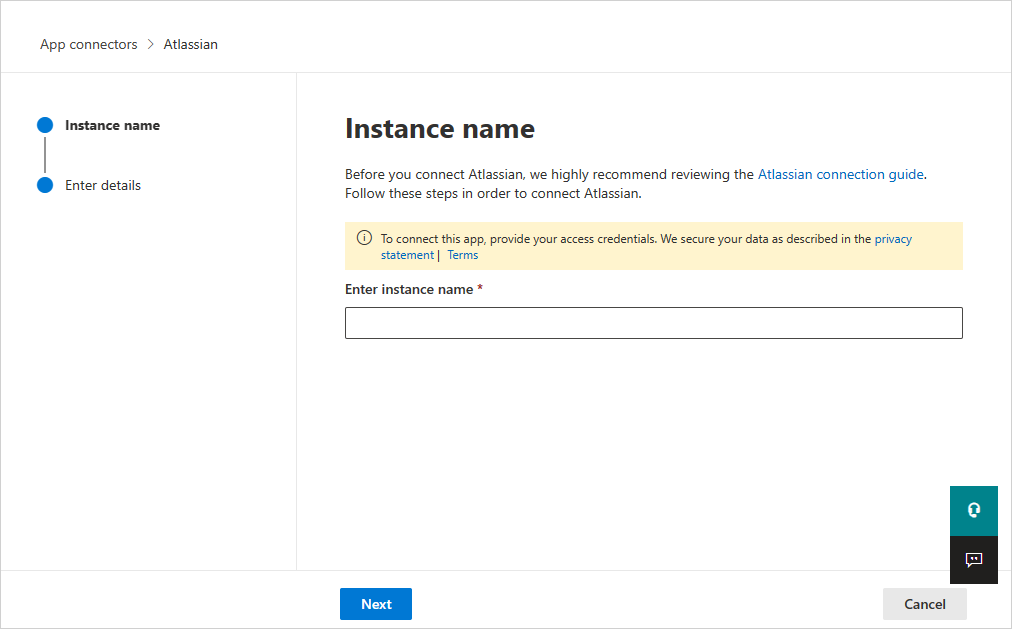 App connectors > Atlassian
Instance name
Enter details
Instance name
Before you connect Atlassian, we highly recommend reviewing the Atlassian connection guide.
Follow these steps in order to connect Atlassian.
To connect this app, provide your access credentials. We secure your data as described in the privacy
statement | Terms
Enter instance name *
Next
Cancel